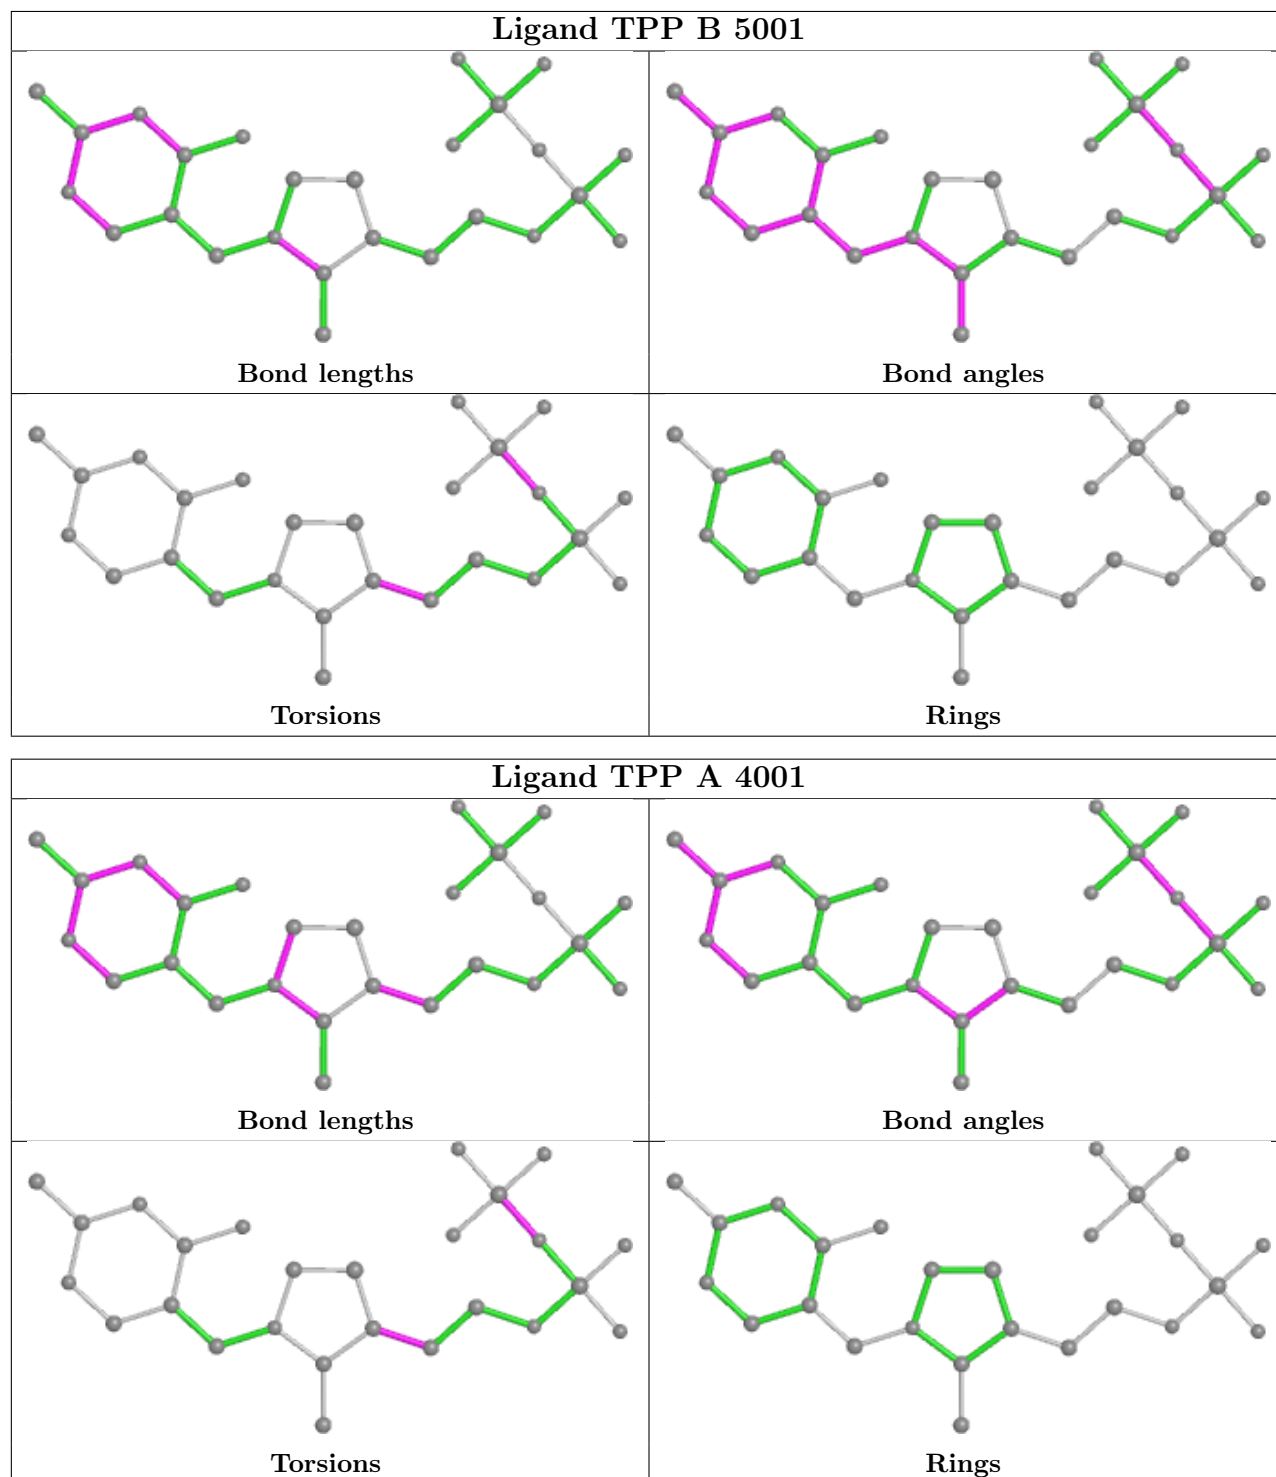 Ligand TPP B 5001
Bond lengths
Bond angles
Torsions
Rings
Ligand TPP A 4001
Bond lengths
Bond angles
Torsions
Rings